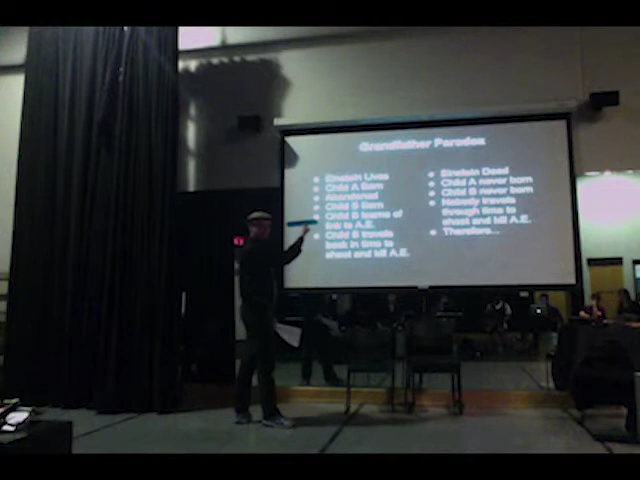 Grandfather Paradox
Einstein Lives
Child A Born
Abandoned
Child B Born
Child B learns of
link to A.E.
Child B travels
back in time to
shoot and kill A.E.
Einstein Dead
Child A never born
Child B never born
Nobody travels
through time to
shoot and kill A.E.
Therefore...